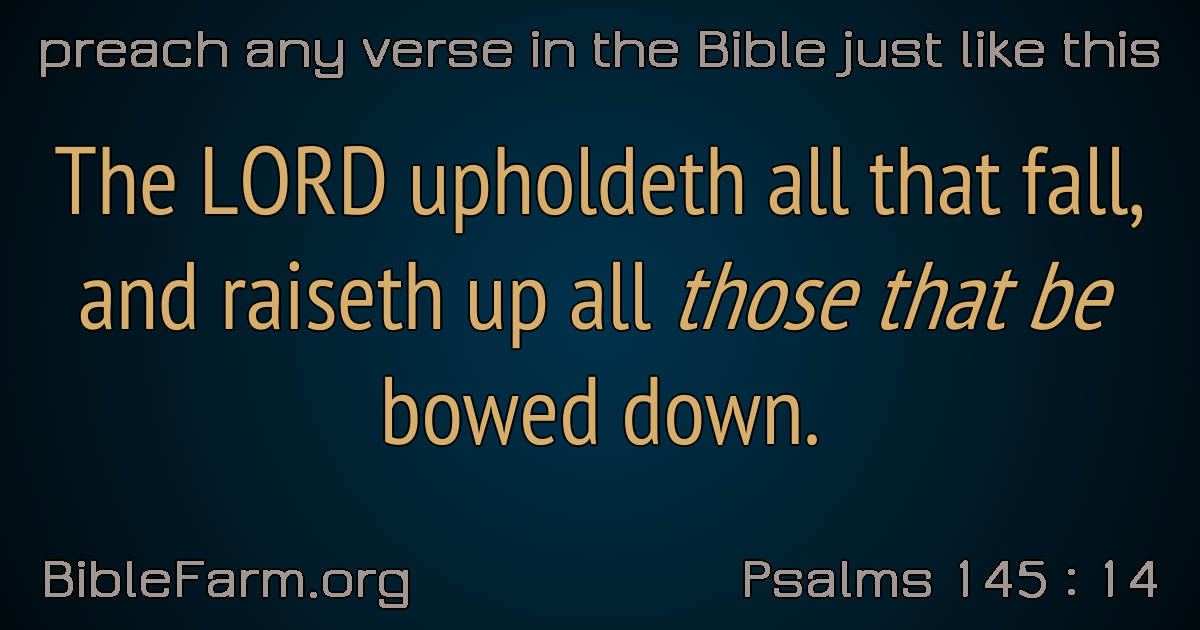 preach any verse in the Bible just like this
The LORD upholdeth all that fall,
and raiseth up all those that be
bowed down.
BibleFarm.org
Psalms 145 : 14